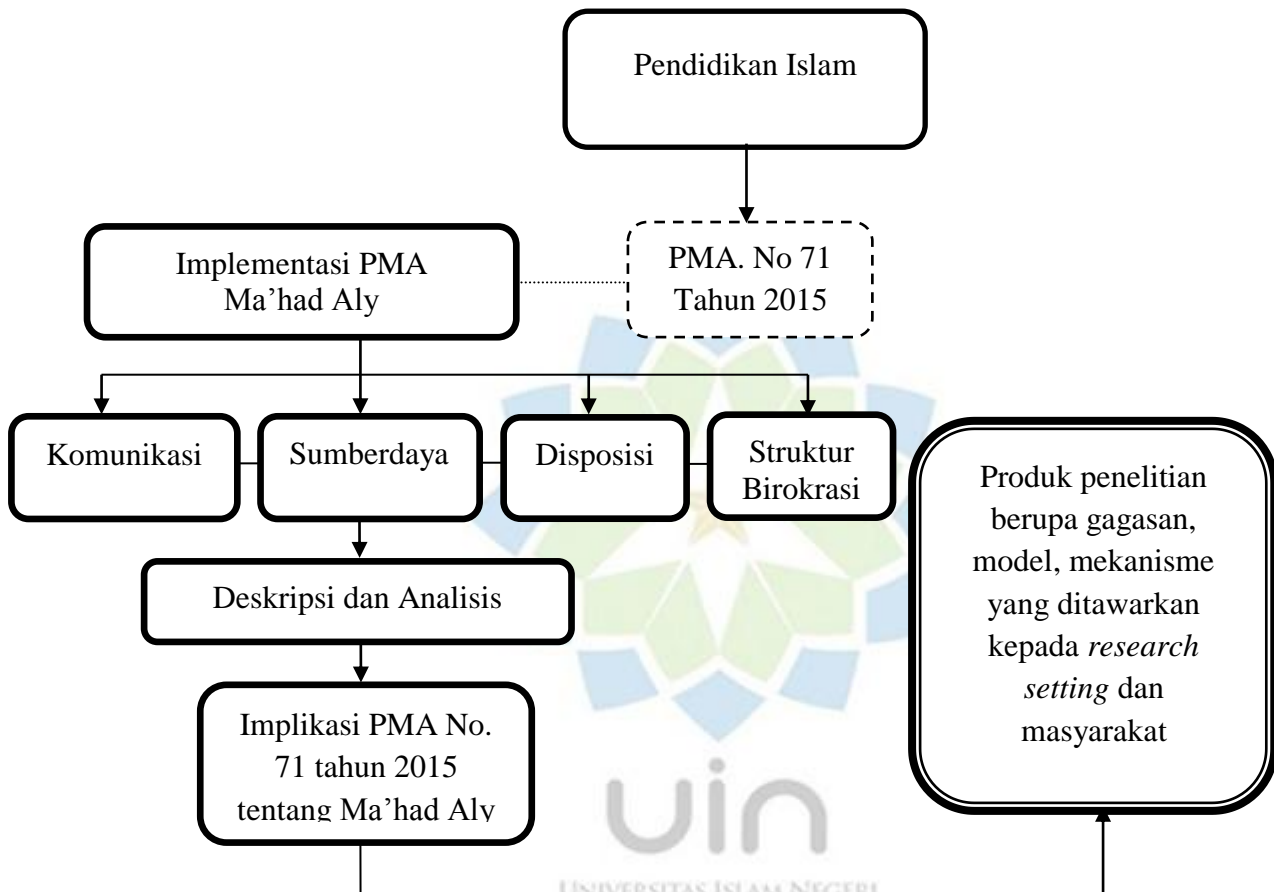 Pendidikan Islam
Implementasi PMA
Ma’had Aly
PMA. No 71
Tahun 2015
Komunikasi
Sumberdaya
Disposisi
Struktur
Birokrasi
Deskripsi dan Analisis
Implikasi PMA No.
71 tahun 2015
tentang Ma’had Aly
Produk penelitian
berupa gagasan,
model, mekanisme
yang ditawarkan
kepada research
setting dan
masyarakat
uin
UNIVERSITAS ISLAM NEGERI